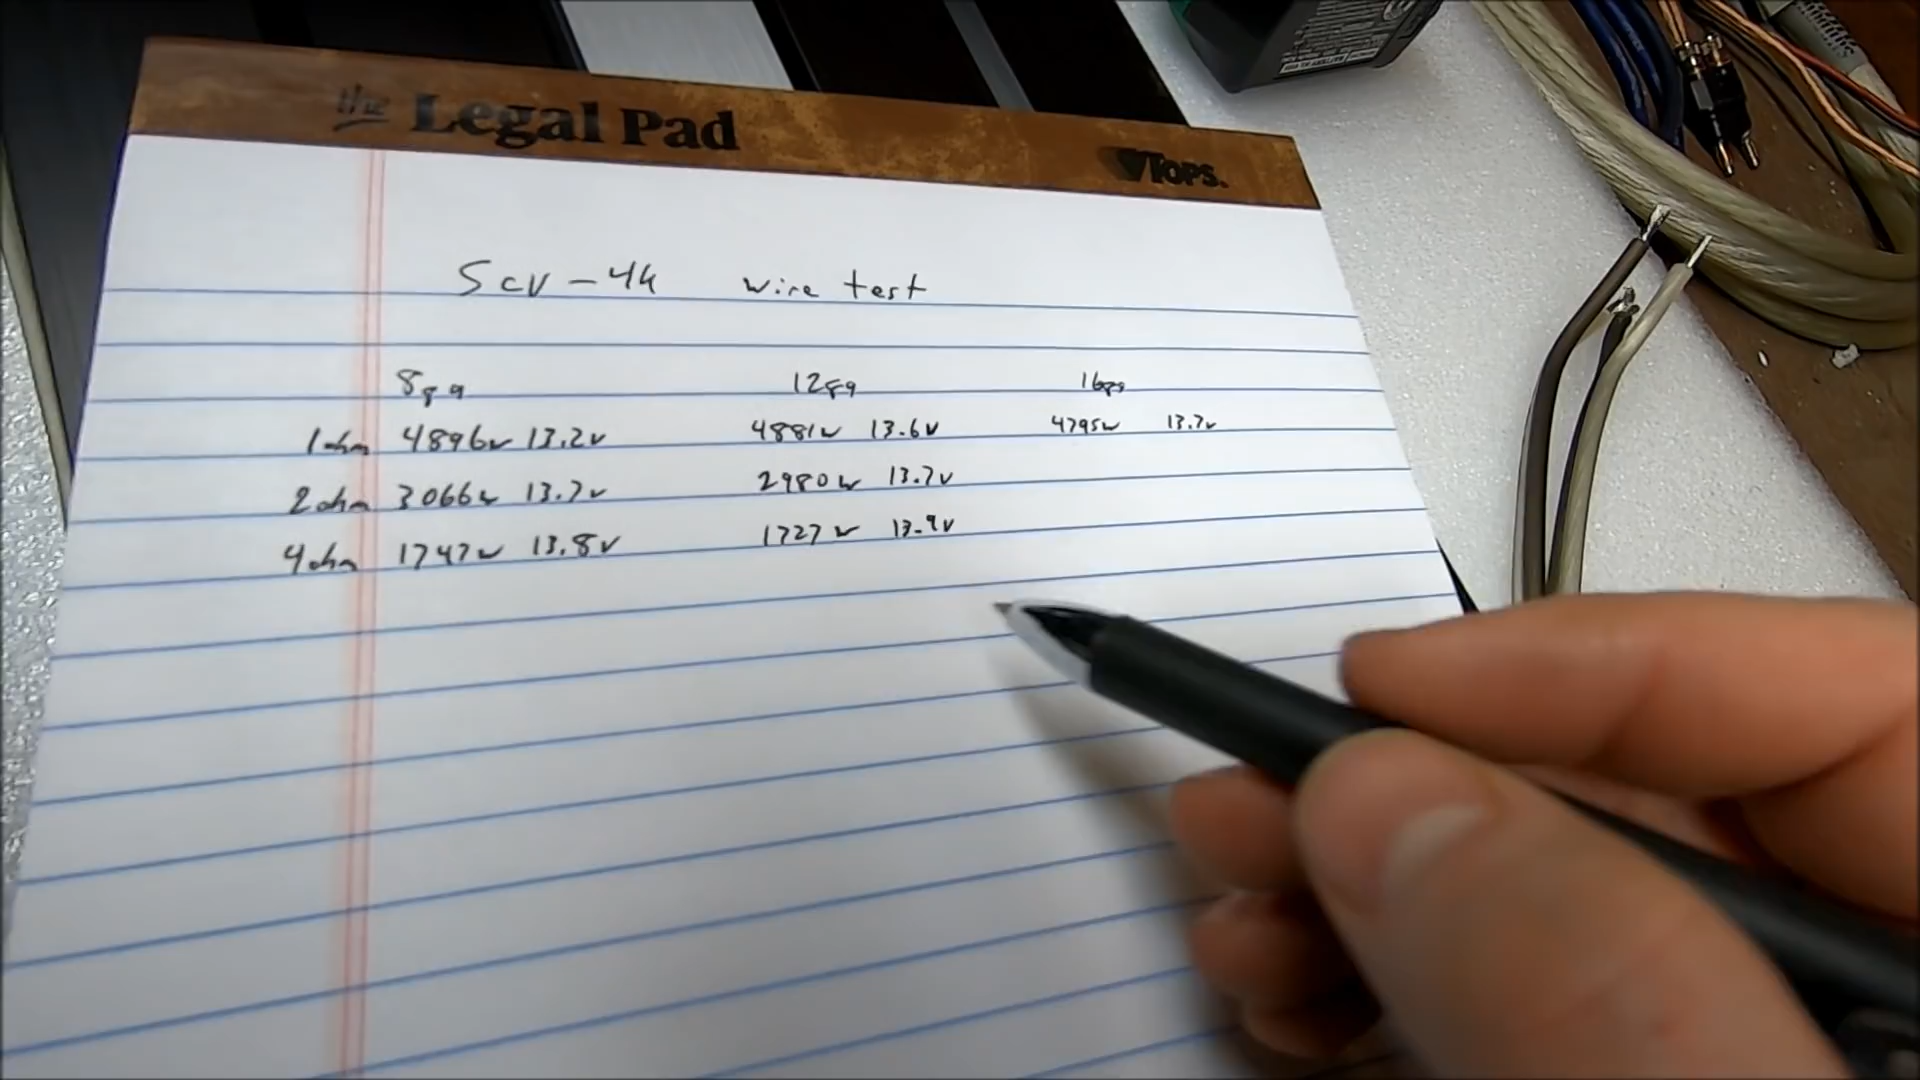 the Legal Pad
TOPS.
SCV-4k wire test
8ga 12ga 16ga
1ohm 4896w 13.2v 4881w 13.6v 4795w 13.7v
2ohm 3066w 13.7v 2980w 13.7v
4ohm 1747w 13.8v 1727w 13.9v